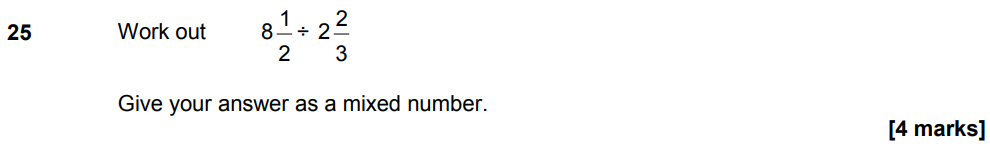 25 Work out 8 1/2 ÷ 2 2/3
Give your answer as a mixed number.
[4 marks]